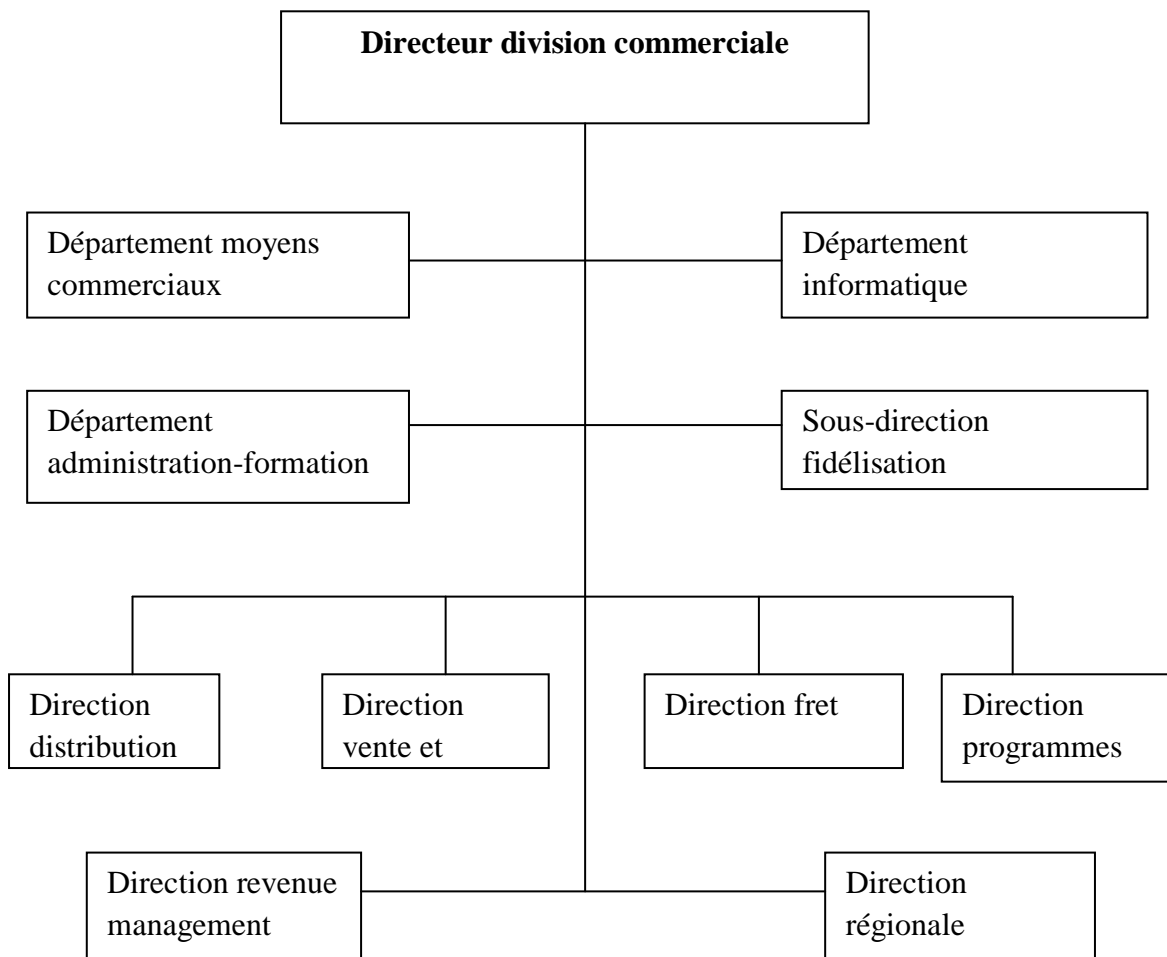 Directeur division commerciale
Département moyens
commerciaux
Département
informatique
Département
administration-formation
Sous-direction
fidélisation
Direction
distribution
Direction
vente et
Direction fret
Direction
programmes
Direction revenue
management
Direction
régionale